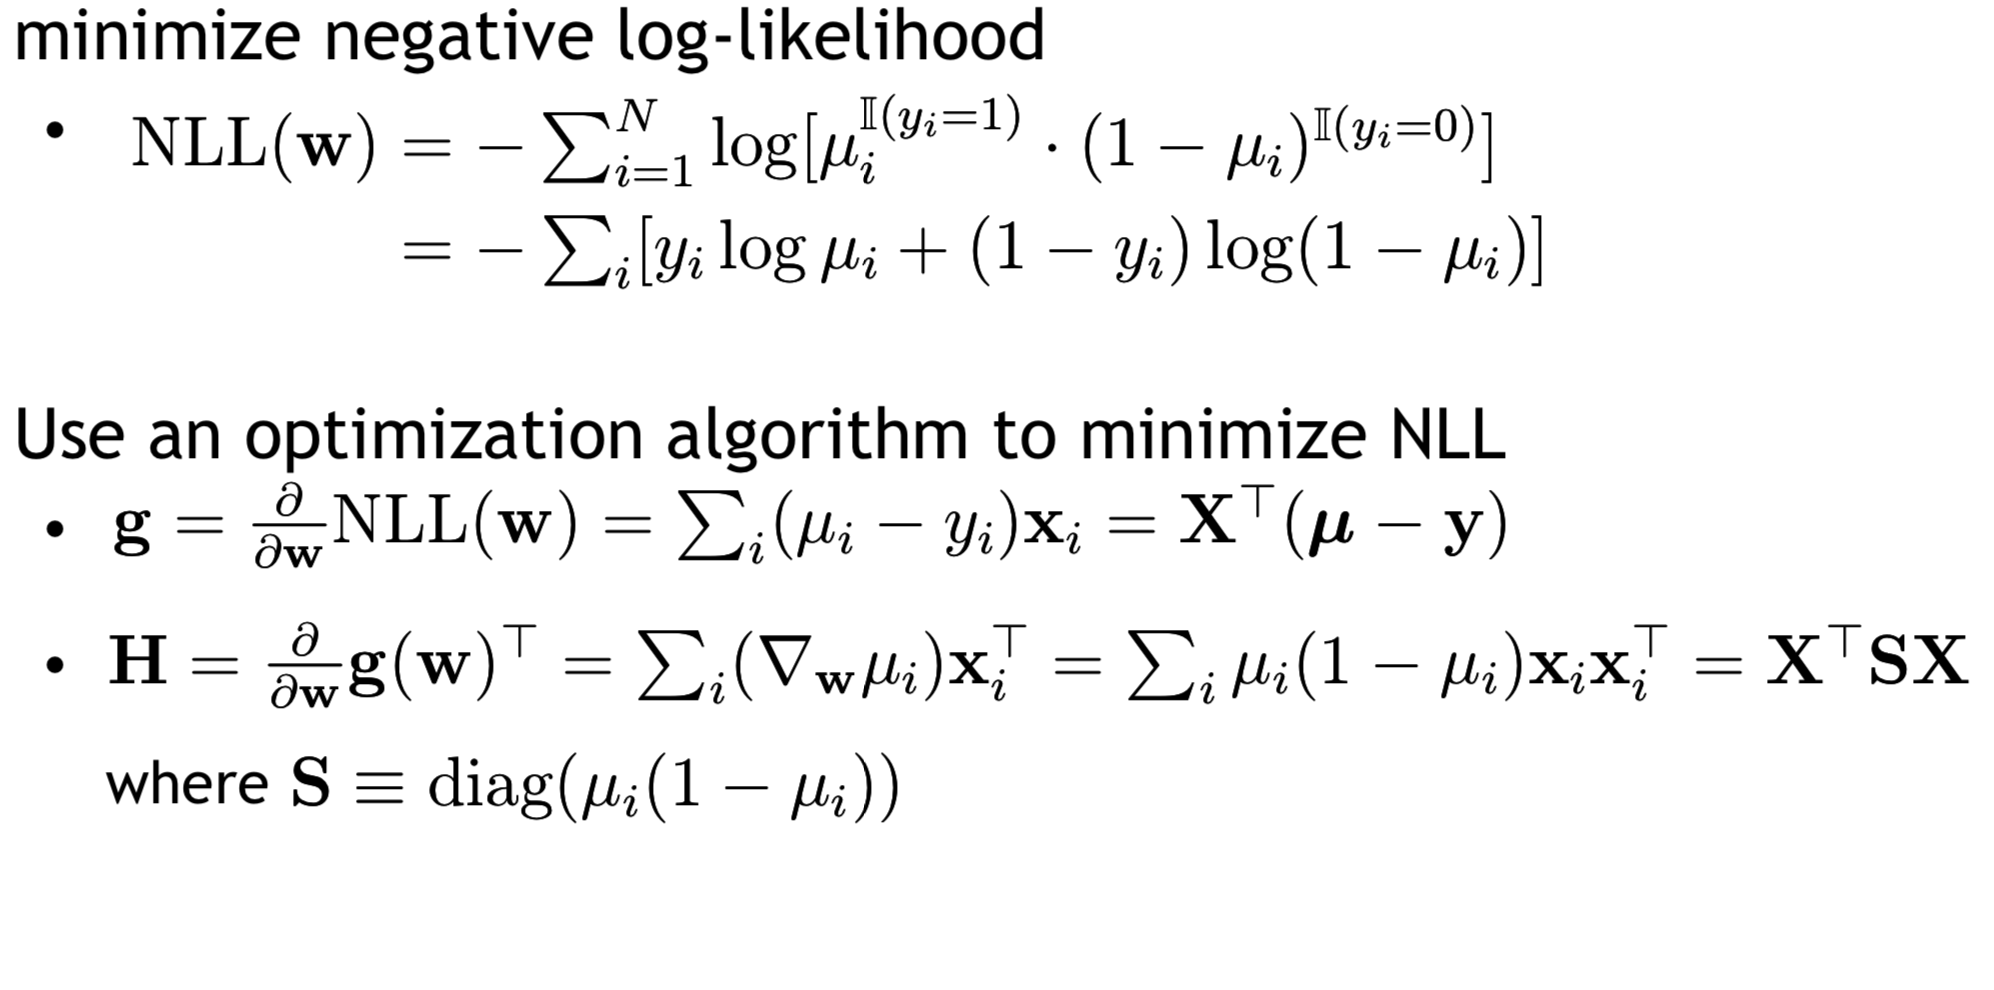 minimize negative log-likelihood
• NLL(𝐰) = − ∑_{i=1}^{N} log[μ_i^{𝕀(y_i=1)} · (1 − μ_i)^{𝕀(y_i=0)}]
= − ∑_i [y_i log μ_i + (1 − y_i) log(1 − μ_i)]
Use an optimization algorithm to minimize NLL
• 𝐠 = ∂/∂𝐰 NLL(𝐰) = ∑_i (μ_i − y_i)𝐱_i = 𝐗^⊤(𝛍 − 𝐲)
• 𝐇 = ∂/∂𝐰 𝐠(𝐰)^⊤ = ∑_i (∇_𝐰 μ_i)𝐱_i^⊤ = ∑_i μ_i(1 − μ_i)𝐱_i𝐱_i^⊤ = 𝐗^⊤𝐒𝐗
where 𝐒 ≡ diag(μ_i(1 − μ_i))